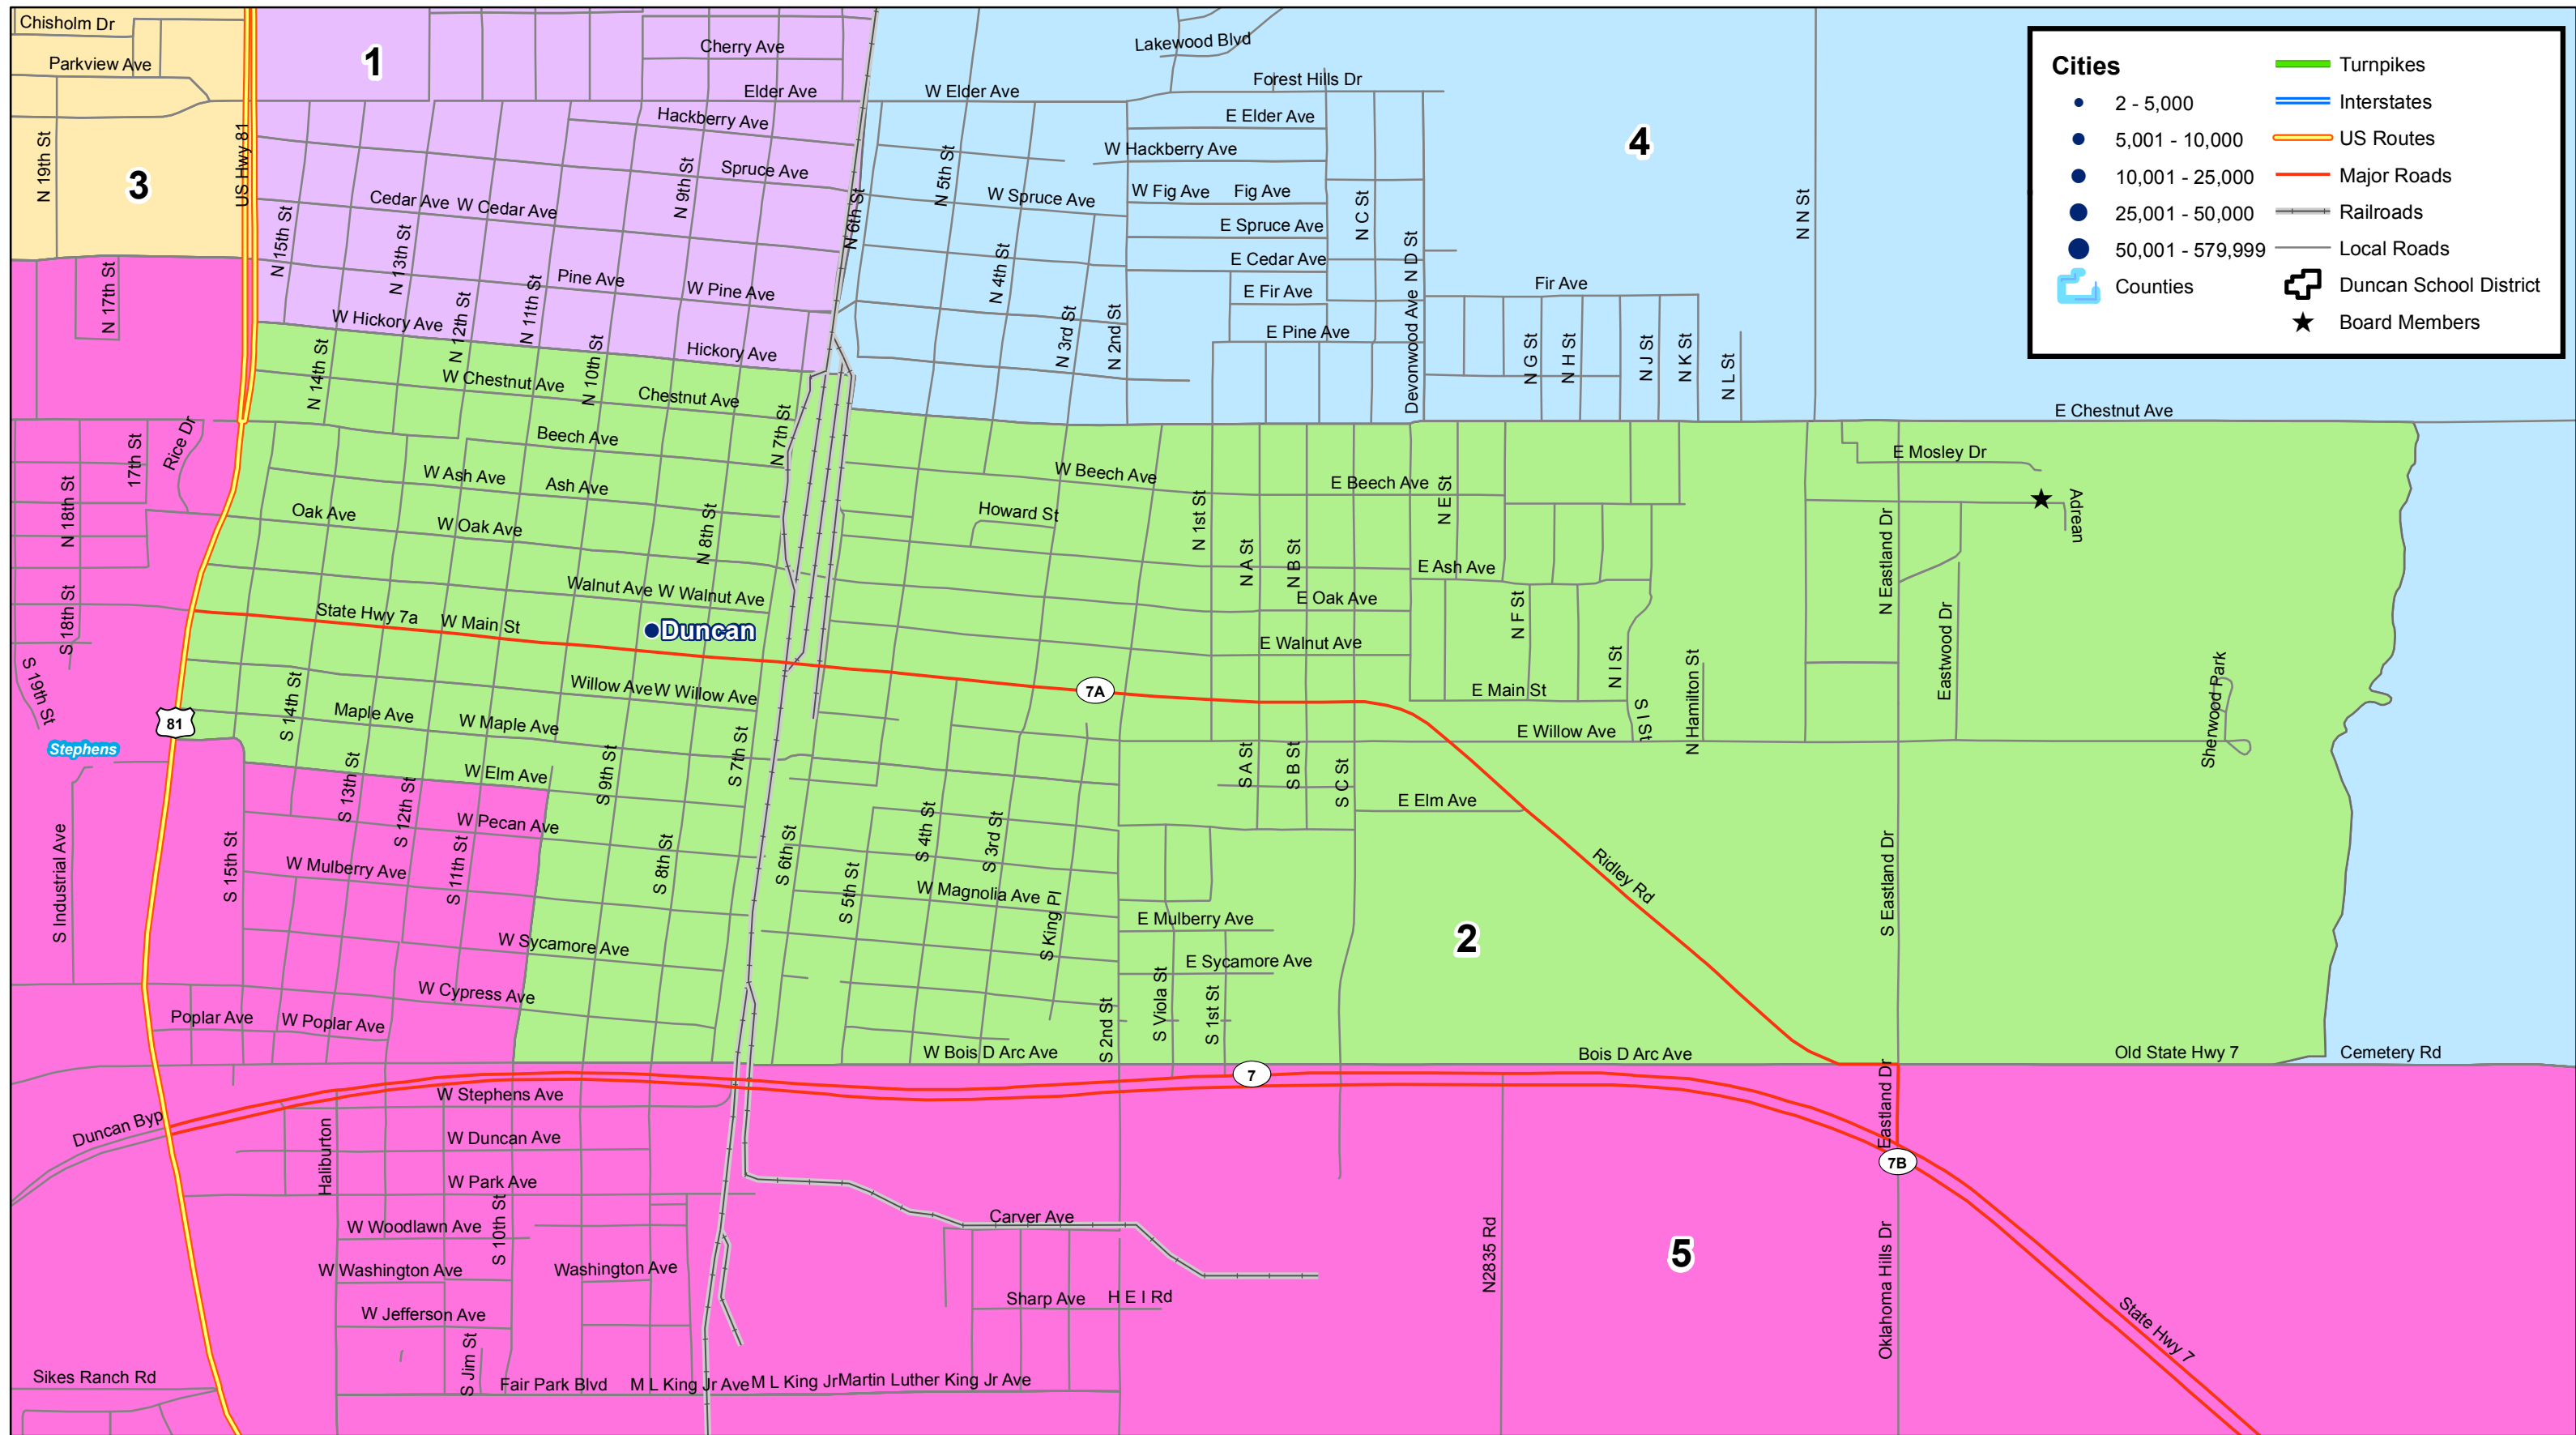 Chisholm Dr
Parkview Ave
N 19th St
3
US Hwy 81
1
Cherry Ave
Elder Ave
Hackberry Ave
Spruce Ave
N 9th St
Cedar Ave
W Cedar Ave
N 15th St
N 13th St
Pine Ave
W Pine Ave
N 11th St
N 12th St
W Hickory Ave
Hickory Ave
N 6th St
N 17th St
Lakewood Blvd
Forest Hills Dr
W Elder Ave
E Elder Ave
W Hackberry Ave
N 5th St
W Spruce Ave
W Fig Ave
Fig Ave
E Spruce Ave
E Cedar Ave
E Fir Ave
E Pine Ave
N 4th St
N 3rd St
N 2nd St
N C St
N D St
Devonwood Ave
4
N N St
Fir Ave
N G St
N H St
N J St
N K St
N L St
E Chestnut Ave
Cities
2 - 5,000
5,001 - 10,000
10,001 - 25,000
25,001 - 50,000
50,001 - 579,999
Counties
Turnpikes
Interstates
US Routes
Major Roads
Railroads
Local Roads
Duncan School District
Board Members
N 14th St
W Chestnut Ave
Chestnut Ave
N 10th St
N 7th St
Beech Ave
W Ash Ave
Ash Ave
Oak Ave
W Oak Ave
N 8th St
Walnut Ave
W Walnut Ave
State Hwy 7a
W Main St
Duncan
17th St
Rice Dr
N 18th St
S 18th St
S 19th St
81
Stephens
W Beech Ave
E Beech Ave
Howard St
N 1st St
N A St
N B St
N E St
E Ash Ave
E Oak Ave
E Walnut Ave
N F St
N I St
E Main St
S I St
N Hamilton St
E Willow Ave
E Mosley Dr
Adrean
N Eastland Dr
Eastwood Dr
Sherwood Park
7A
Willow Ave
W Willow Ave
S 14th St
Maple Ave
W Maple Ave
S 7th St
W Elm Ave
S 9th St
S 13th St
S 12th St
W Pecan Ave
S 11th St
W Mulberry Ave
S 15th St
S Industrial Ave
S 8th St
S 6th St
S 5th St
S 4th St
S 3rd St
W Magnolia Ave
S King Pl
S A St
S B St
S C St
E Elm Ave
Ridley Rd
E Mulberry Ave
E Sycamore Ave
2
S Eastland Dr
W Sycamore Ave
W Cypress Ave
Poplar Ave
W Poplar Ave
S 2nd St
S Viola St
S 1st St
W Bois D Arc Ave
Bois D Arc Ave
Old State Hwy 7
Cemetery Rd
7
Eastland Dr
7B
W Stephens Ave
Duncan Byp
W Duncan Ave
Haliburton
W Park Ave
W Woodlawn Ave
S 10th St
W Washington Ave
Washington Ave
W Jefferson Ave
S Jim St
Carver Ave
Sharp Ave
H E I Rd
N2835 Rd
5
Oklahoma Hills Dr
State Hwy 7
Sikes Ranch Rd
Fair Park Blvd
M L King Jr Ave
M L King Jr
Martin Luther King Jr Ave